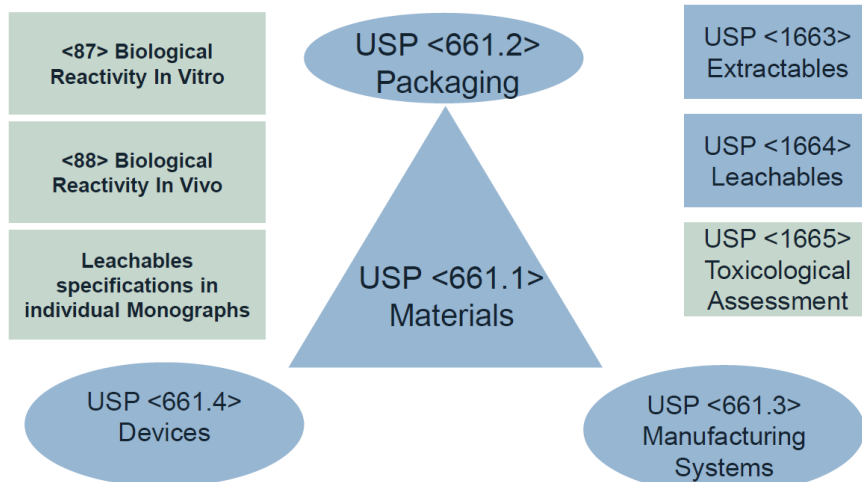 <87> Biological
Reactivity In Vitro
<88> Biological
Reactivity In Vivo
Leachables
specifications in
individual Monographs
USP <661.2>
Packaging
USP <661.1>
Materials
USP <661.4>
Devices
USP <661.3>
Manufacturing
Systems
USP <1663>
Extractables
USP <1664>
Leachables
USP <1665>
Toxicological
Assessment